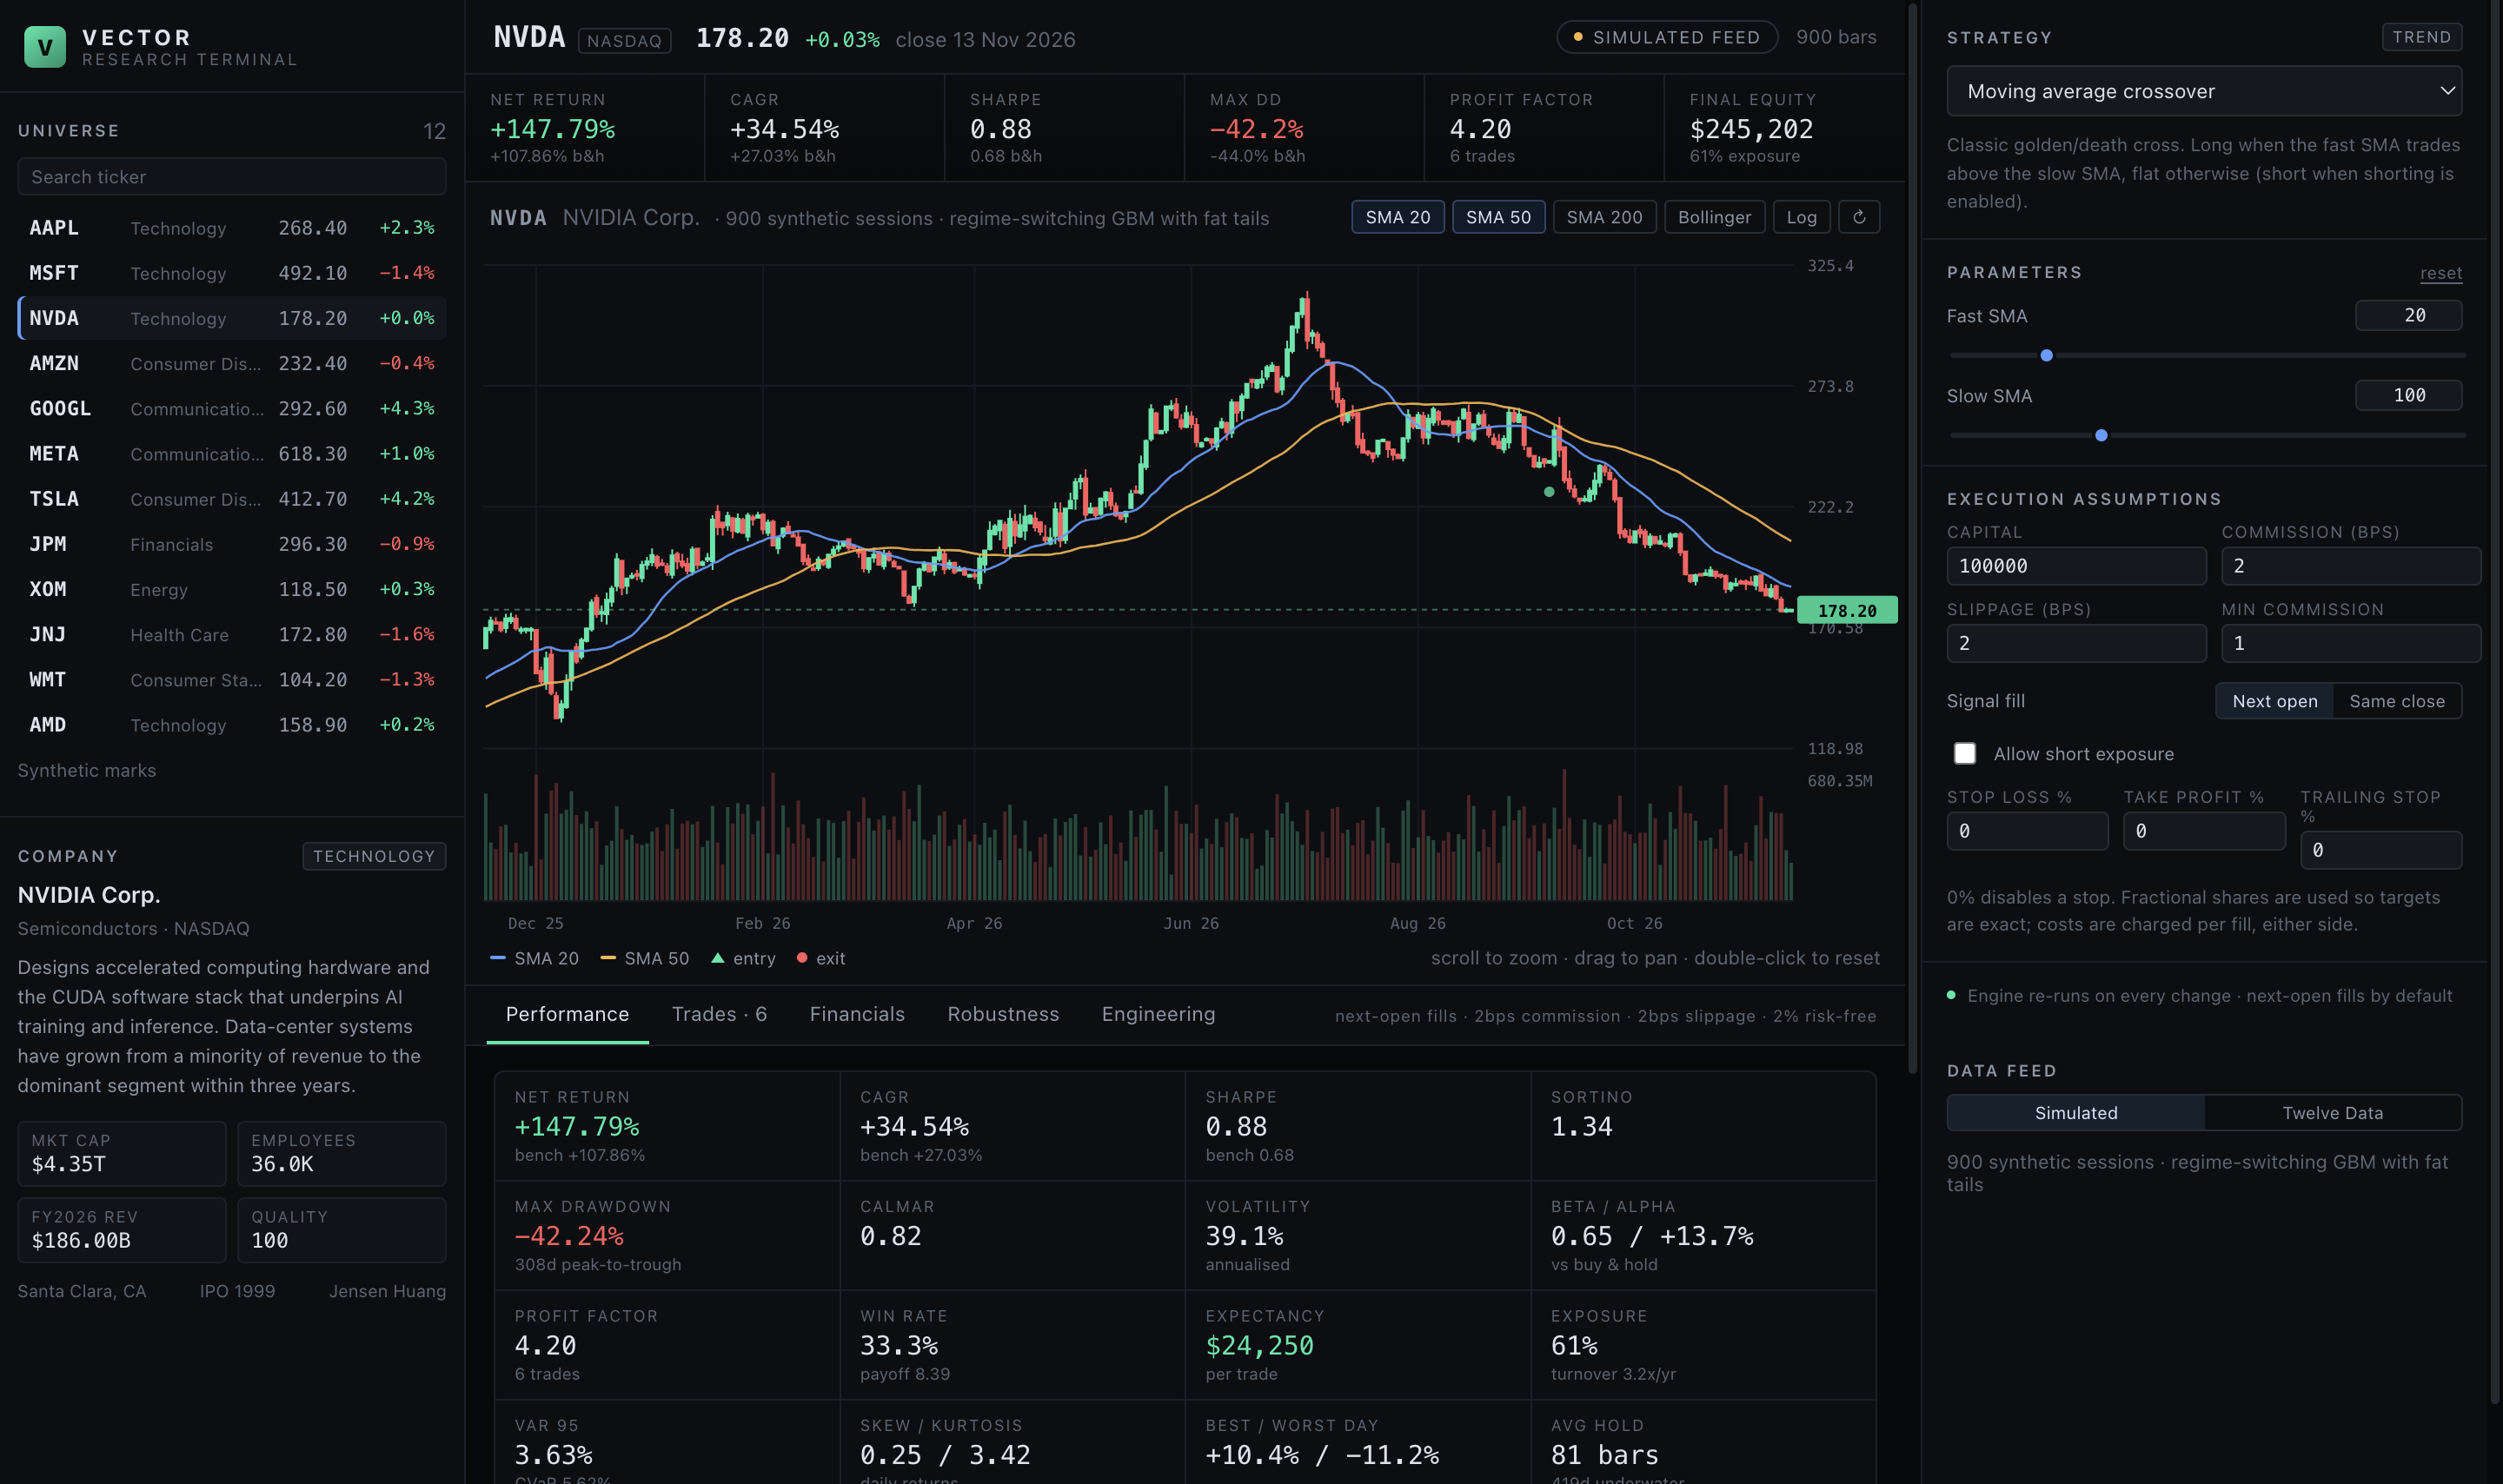 V
VECTOR
RESEARCH TERMINAL
UNIVERSE 12
Search ticker
AAPL Technology 268.40 +2.3%
MSFT Technology 492.10 −1.4%
NVDA Technology 178.20 +0.0%
AMZN Consumer Dis… 232.40 −0.4%
GOOGL Communicatio… 292.60 +4.3%
META Communicatio… 618.30 +1.0%
TSLA Consumer Dis… 412.70 +4.2%
JPM Financials 296.30 −0.9%
XOM Energy 118.50 +0.3%
JNJ Health Care 172.80 −1.6%
WMT Consumer Sta… 104.20 −1.3%
AMD Technology 158.90 +0.2%
Synthetic marks
COMPANY TECHNOLOGY
NVIDIA Corp.
Semiconductors · NASDAQ
Designs accelerated computing hardware and
the CUDA software stack that underpins AI
training and inference. Data-center systems
have grown from a minority of revenue to the
dominant segment within three years.
MKT CAP EMPLOYEES
$4.35T 36.0K
FY2026 REV QUALITY
$186.00B 100
Santa Clara, CA IPO 1999 Jensen Huang
NVDA NASDAQ 178.20 +0.03% close 13 Nov 2026 SIMULATED FEED 900 bars
NET RETURN CAGR SHARPE MAX DD PROFIT FACTOR FINAL EQUITY
+147.79% +34.54% 0.88 −42.2% 4.20 $245,202
+107.86% b&h +27.03% b&h 0.68 b&h -44.0% b&h 6 trades 61% exposure
NVDA NVIDIA Corp. · 900 synthetic sessions · regime-switching GBM with fat tails SMA 20 SMA 50 SMA 200 Bollinger Log ↻
325.4
273.8
222.2
178.20
170.58
118.98
680.35M
Dec 25 Feb 26 Apr 26 Jun 26 Aug 26 Oct 26
SMA 20 SMA 50 entry exit scroll to zoom · drag to pan · double-click to reset
Performance Trades · 6 Financials Robustness Engineering next-open fills · 2bps commission · 2bps slippage · 2% risk-free
NET RETURN CAGR SHARPE SORTINO
+147.79% +34.54% 0.88 1.34
bench +107.86% bench +27.03% bench 0.68
MAX DRAWDOWN CALMAR VOLATILITY BETA / ALPHA
−42.24% 0.82 39.1% 0.65 / +13.7%
308d peak-to-trough annualised vs buy & hold
PROFIT FACTOR WIN RATE EXPECTANCY EXPOSURE
4.20 33.3% $24,250 61%
6 trades payoff 8.39 per trade turnover 3.2x/yr
VAR 95 SKEW / KURTOSIS BEST / WORST DAY AVG HOLD
3.63% 0.25 / 3.42 +10.4% / −11.2% 81 bars
CVaR 5.62% daily returns 419d underwater
STRATEGY TREND
Moving average crossover
Classic golden/death cross. Long when the fast SMA trades
above the slow SMA, flat otherwise (short when shorting is
enabled).
PARAMETERS reset
Fast SMA 20
Slow SMA 100
EXECUTION ASSUMPTIONS
CAPITAL COMMISSION (BPS)
100000 2
SLIPPAGE (BPS) MIN COMMISSION
2 1
Signal fill Next open Same close
Allow short exposure
STOP LOSS % TAKE PROFIT % TRAILING STOP
%
0 0 0
0% disables a stop. Fractional shares are used so targets
are exact; costs are charged per fill, either side.
Engine re-runs on every change · next-open fills by default
DATA FEED
Simulated Twelve Data
900 synthetic sessions · regime-switching GBM with fat
tails